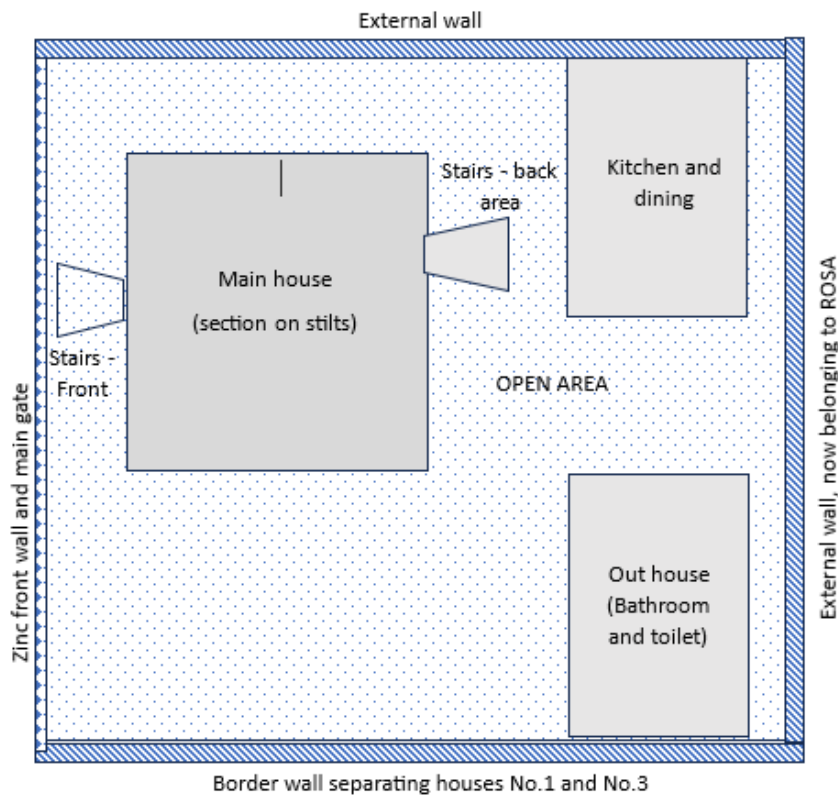 External wall
Kitchen and
dining
Stairs - back
area
Main house
(section on stilts)
Stairs -
Front
OPEN AREA
Out house
(Bathroom
and toilet)
Zinc front wall and main gate
External wall, now belonging to ROSA
Border wall separating houses No.1 and No.3